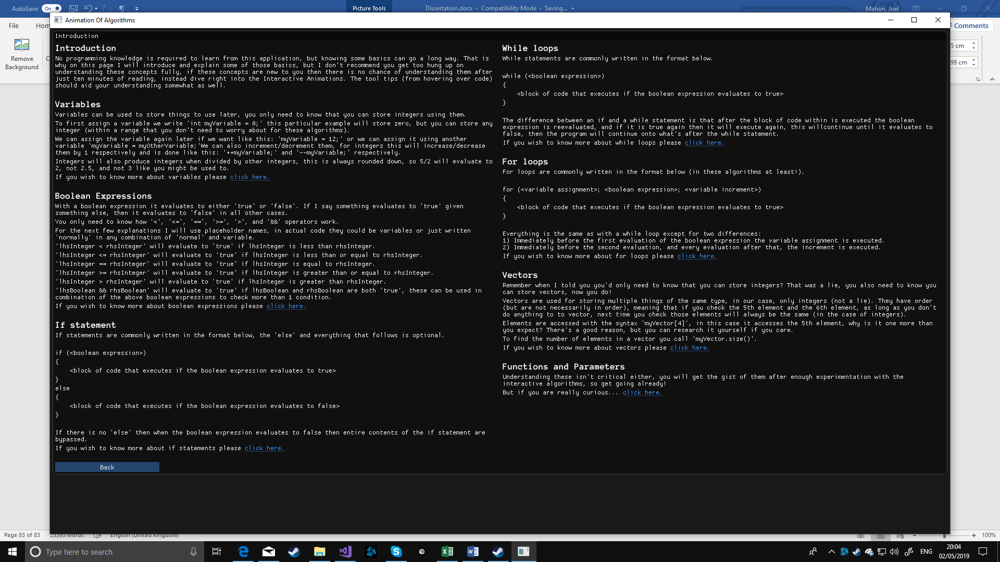 AutoSave On Picture Tools Dissertation.docx - Compatibility Mode - Saving... Mahon, Joel
File Hom Comments
Remove
Background
5 cm
99 cm
Animation Of Algorithms
Introduction
Introduction
No programming knowledge is required to learn from this application, but knowing some basics can go a long way. That is
why on this page I will introduce and explain some of those basics, but I don't recommend you get too hung up on
understanding these concepts fully, if these concepts are new to you then there is no chance of understanding them after
just ten minutes of reading, instead dive right into the Interactive Animations. The tool tips (from hovering over code)
should aid your understanding somewhat as well.
Variables
Variables can be used to store things to use later, you only need to know that you can store integers using them.
To first assign a variable we write 'int myVariable = 0;' this particular example will store zero, but you can store any
integer (within a range that you don't need to worry about for these algorithms).
We can assign the variable again later if we want like this: 'myVariable = 12;' or we can assign it using another
variable 'myVariable = myOtherVariable;'We can also increment/decrement them, for integers this will increase/decrease
them by 1 respectively and is done like this: '++myVariable;' and '--myVariable;' respectively.
Integers will also produce integers when divided by other integers, this is always rounded down, so 5/2 will evaluate to
2, not 2.5, and not 3 like you might be used to.
If you wish to know more about variables please click here.
Boolean Expressions
With a boolean expression it evaluates to either 'true' or 'false'. If I say something evaluates to 'true' given
something else, then it evaluates to 'false' in all other cases.
You only need to know how '<', '<=', '==', '>=', '>', and '&&' operators work.
For the next few explanations I will use placeholder names, in actual code they could be variables or just written
'normally' in any combination of 'normal' and variable.
'lhsInteger < rhsInteger' will evaluate to 'true' if lhsInteger is less than rhsInteger.
'lhsInteger <= rhsInteger' will evaluate to 'true' if lhsInteger is less than or equal to rhsInteger.
'lhsInteger == rhsInteger' will evaluate to 'true' if lhsInteger is equal to rhsInteger.
'lhsInteger >= rhsInteger' will evaluate to 'true' if lhsInteger is greater than or equal to rhsInteger.
'lhsInteger > rhsInteger' will evaluate to 'true' if lhsInteger is greater than rhsInteger.
'lhsBoolean && rhsBoolean' will evaluate to 'true' if lhsBoolean and rhsBoolean are both 'true', these can be used in
combination of the above boolean expressions to check more than 1 condition.
If you wish to know more about boolean expressions please click here.
If statement
If statements are commonly written in the format below, the 'else' and everything that follows is optional.
if (<boolean expression>)
{
<block of code that executes if the boolean expression evaluates to true>
}
else
{
<block of code that executes if the boolean expression evaluates to false>
}
If there is no 'else' then when the boolean expression evaluates to false then entire contents of the if statement are
bypassed.
If you wish to know more about if statements please click here.
Back
While loops
While statements are commonly written in the format below.
while (<boolean expression>)
{
<block of code that executes if the boolean expression evaluates to true>
}
The difference between an if and a while statement is that after the block of code within is executed the boolean
expression is reevaluated, and if it is true again then it will execute again, this willcontinue until it evaluates to
false, then the program will continue onto what's after the while statement.
If you wish to know more about while loops please click here.
For loops
For loops are commonly written in the format below (in these algorithms at least!).
for (<variable assignment>; <boolean expression>; <variable increment>)
{
<block of code that executes if the boolean expression evaluates to true>
}
Everything is the same as with a while loop except for two differences:
1) Immediately before the first evaluation of the boolean expression the variable assignment is executed.
2) Immediately before the second evaluation, and every evaluation after that, the increment is executed.
If you wish to know more about for loops please click here.
Vectors
Remember when I told you you'd only need to know that you can store integers? That was a lie, you also need to know you
can store vectors, now you do!
Vectors are used for storing multiple things of the same type, in our case, only integers (not a lie). They have order
(but are not necessarily in order), meaning that if you check the 5th element and the 6th element, as long as you don't
do anything to to vector, next time you check those elements will always be the same (in the case of integers).
Elements are accessed with the syntax 'myVector[4]', in this case it accesses the 5th element, why is it one more than
you expect? There's a good reason, but you can research it yourself if you care.
To find the number of elements in a vector you call 'myVector.size()'.
If you wish to know more about vectors please click here.
Functions and Parameters
Understanding these isn't critical either, you will get the gist of them after enough experimentation with the
interactive algorithms, so get going already!
But if you are really curious... click here.
Page 83 of 83 25393 words English (United Kingdom) 100%
Type here to search ENG 20:04
02/05/2019